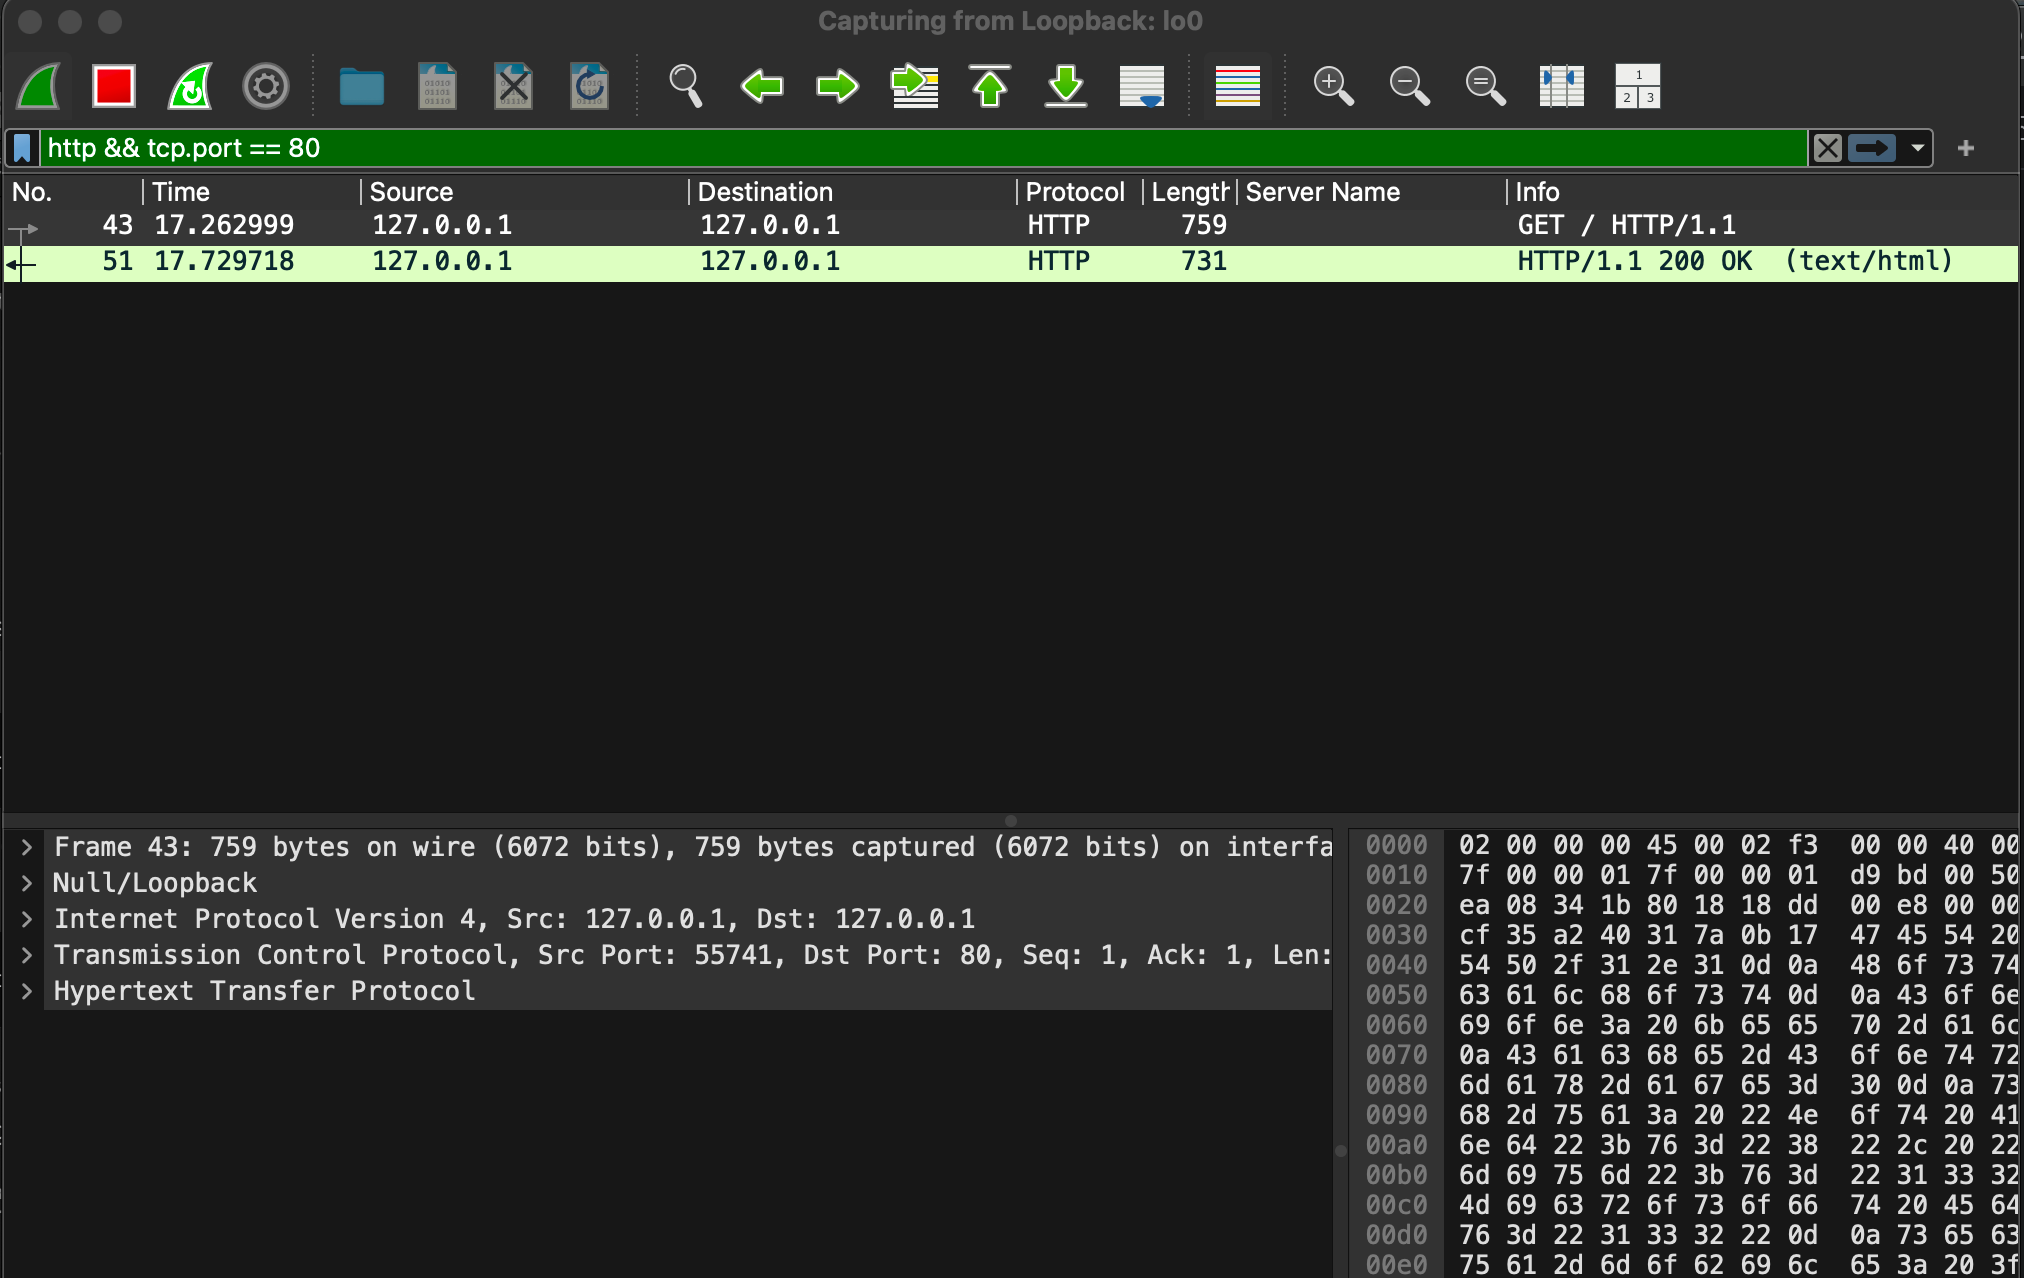 Capturing from Loopback: lo0
http && tcp.port == 80
No. Time Source Destination Protocol Length Server Name Info
43 17.262999 127.0.0.1 127.0.0.1 HTTP 759 GET / HTTP/1.1
51 17.729718 127.0.0.1 127.0.0.1 HTTP 731 HTTP/1.1 200 OK (text/html)
Frame 43: 759 bytes on wire (6072 bits), 759 bytes captured (6072 bits) on interfa
Null/Loopback
Internet Protocol Version 4, Src: 127.0.0.1, Dst: 127.0.0.1
Transmission Control Protocol, Src Port: 55741, Dst Port: 80, Seq: 1, Ack: 1, Len:
Hypertext Transfer Protocol
0000 02 00 00 00 45 00 02 f3 00 00 40 00
0010 7f 00 00 01 7f 00 00 01 d9 bd 00 50
0020 ea 08 34 1b 80 18 18 dd 00 e8 00 00
0030 cf 35 a2 40 31 7a 0b 17 47 45 54 20
0040 54 50 2f 31 2e 31 0d 0a 48 6f 73 74
0050 63 61 6c 68 6f 73 74 0d 0a 43 6f 6e
0060 69 6f 6e 3a 20 6b 65 65 70 2d 61 6c
0070 0a 43 61 63 68 65 2d 43 6f 6e 74 72
0080 6d 61 78 2d 61 67 65 3d 30 0d 0a 73
0090 68 2d 75 61 3a 20 22 4e 6f 74 20 41
00a0 6e 64 22 3b 76 3d 22 38 22 2c 20 22
00b0 6d 69 75 6d 22 3b 76 3d 22 31 33 32
00c0 4d 69 63 72 6f 73 6f 66 74 20 45 64
00d0 76 3d 22 31 33 32 22 0d 0a 73 65 63
00e0 75 61 2d 6d 6f 62 69 6c 65 3a 20 3f